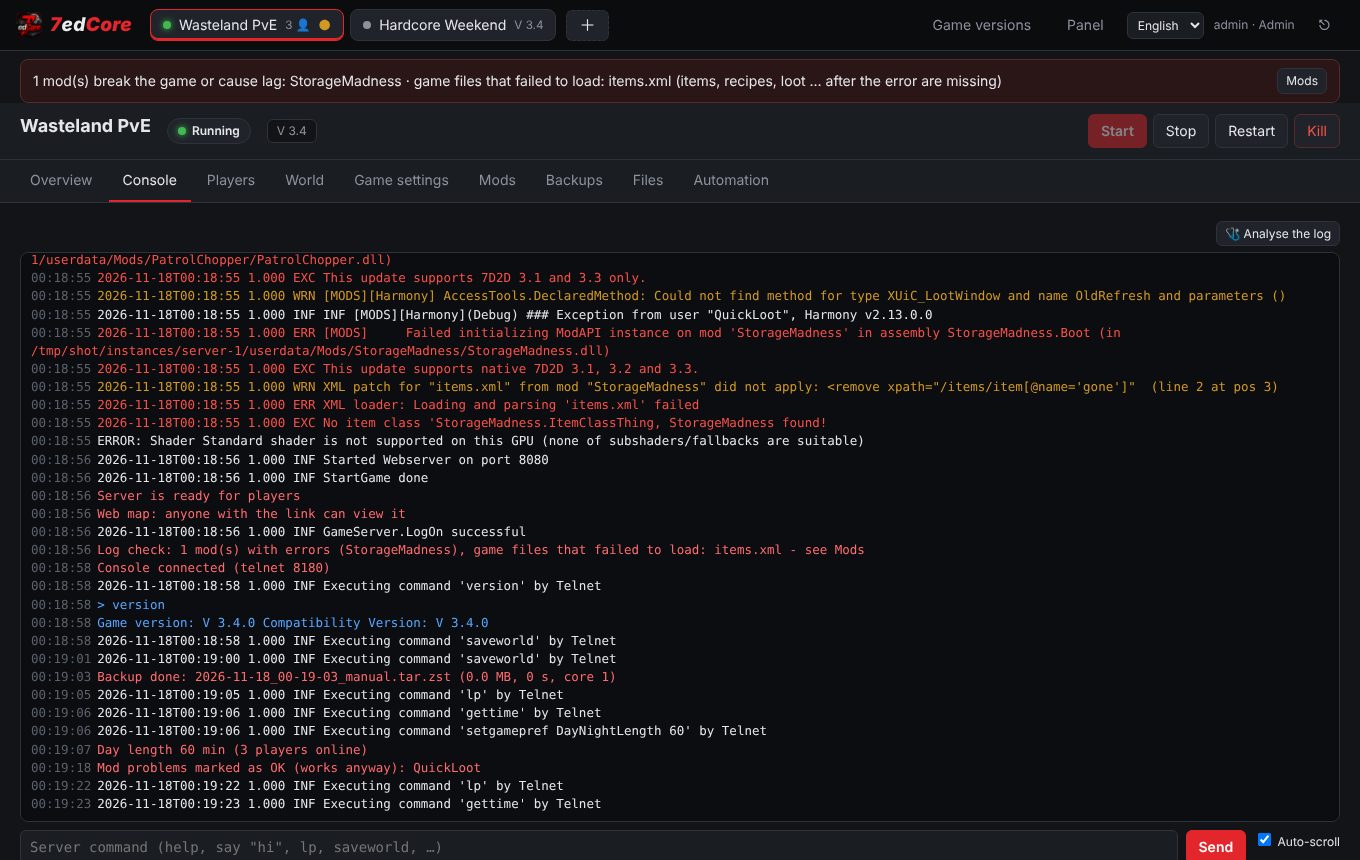 7edCore
Wasteland PvE 3
Hardcore Weekend V 3.4
+
Game versions
Panel
English
admin · Admin
1 mod(s) break the game or cause lag: StorageMadness · game files that failed to load: items.xml (items, recipes, loot ... after the error are missing)
Mods
Wasteland PvE
Running
V 3.4
Start
Stop
Restart
Kill
Overview
Console
Players
World
Game settings
Mods
Backups
Files
Automation
Analyse the log
1/userdata/Mods/PatrolChopper/PatrolChopper.dll)
00:18:55 2026-11-18T00:18:55 1.000 EXC This update supports 7D2D 3.1 and 3.3 only.
00:18:55 2026-11-18T00:18:55 1.000 WRN [MODS][Harmony] AccessTools.DeclaredMethod: Could not find method for type XUiC_LootWindow and name OldRefresh and parameters ()
00:18:55 2026-11-18T00:18:55 1.000 INF INF [MODS][Harmony](Debug) ### Exception from user "QuickLoot", Harmony v2.13.0.0
00:18:55 2026-11-18T00:18:55 1.000 ERR [MODS]     Failed initializing ModAPI instance on mod 'StorageMadness' in assembly StorageMadness.Boot (in
/tmp/shot/instances/server-1/userdata/Mods/StorageMadness/StorageMadness.dll)
00:18:55 2026-11-18T00:18:55 1.000 EXC This update supports native 7D2D 3.1, 3.2 and 3.3.
00:18:55 2026-11-18T00:18:55 1.000 WRN XML patch for "items.xml" from mod "StorageMadness" did not apply: <remove xpath="/items/item[@name='gone']"  (line 2 at pos 3)
00:18:55 2026-11-18T00:18:55 1.000 ERR XML loader: Loading and parsing 'items.xml' failed
00:18:55 2026-11-18T00:18:55 1.000 EXC No item class 'StorageMadness.ItemClassThing, StorageMadness found!
00:18:55 ERROR: Shader Standard shader is not supported on this GPU (none of subshaders/fallbacks are suitable)
00:18:56 2026-11-18T00:18:56 1.000 INF Started Webserver on port 8080
00:18:56 2026-11-18T00:18:56 1.000 INF StartGame done
00:18:56 Server is ready for players
00:18:56 Web map: anyone with the link can view it
00:18:56 2026-11-18T00:18:56 1.000 INF GameServer.LogOn successful
00:18:56 Log check: 1 mod(s) with errors (StorageMadness), game files that failed to load: items.xml - see Mods
00:18:58 Console connected (telnet 8180)
00:18:58 2026-11-18T00:18:58 1.000 INF Executing command 'version' by Telnet
00:18:58 > version
00:18:58 Game version: V 3.4.0 Compatibility Version: V 3.4.0
00:18:58 2026-11-18T00:18:58 1.000 INF Executing command 'saveworld' by Telnet
00:19:01 2026-11-18T00:19:00 1.000 INF Executing command 'saveworld' by Telnet
00:19:03 Backup done: 2026-11-18_00-19-03_manual.tar.zst (0.0 MB, 0 s, core 1)
00:19:05 2026-11-18T00:19:05 1.000 INF Executing command 'lp' by Telnet
00:19:06 2026-11-18T00:19:06 1.000 INF Executing command 'gettime' by Telnet
00:19:06 2026-11-18T00:19:06 1.000 INF Executing command 'setgamepref DayNightLength 60' by Telnet
00:19:07 Day length 60 min (3 players online)
00:19:18 Mod problems marked as OK (works anyway): QuickLoot
00:19:22 2026-11-18T00:19:22 1.000 INF Executing command 'lp' by Telnet
00:19:23 2026-11-18T00:19:23 1.000 INF Executing command 'gettime' by Telnet
Server command (help, say "hi", lp, saveworld, …)
Send
Auto-scroll